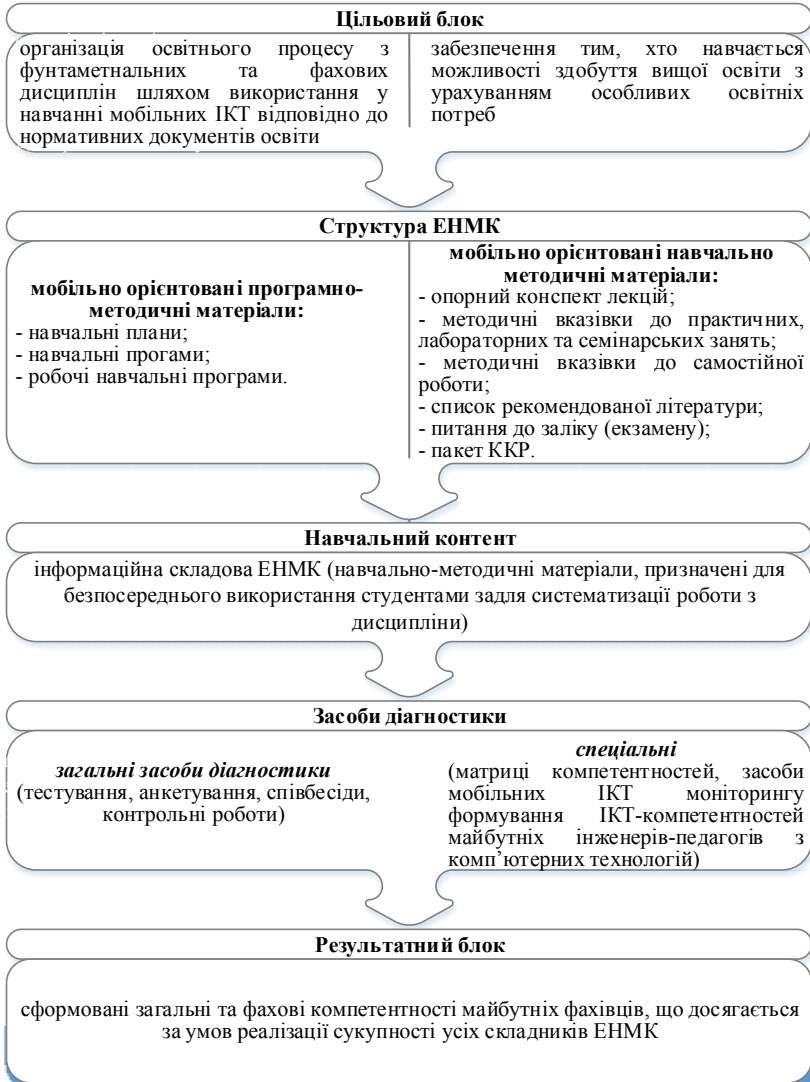 Цільовий блок
організація освітнього процесу з
фунтаметнальних та фахових
дисциплін шляхом використання у
навчанні мобільних ІКТ відповідно до
нормативних документів освіти
забезпечення тим, хто навчається
можливості здобуття вищої освіти з
урахуванням особливих освітніх
потреб
Структура ЕНМК
мобільно орієнтовані програмно-
методичні матеріали:
- навчальні плани;
- навчальні прогами;
- робочі навчальні програми.
мобільно орієнтовані навчально
методичні матеріали:
- опорний конспект лекцій;
- методичні вказівки до практичних,
лабораторних та семінарських занять;
- методичні вказівки до самостійної
роботи;
- список рекомендованої літератури;
- питання до заліку (екзамену);
- пакет ККР.
Навчальний контент
інформаційна складова ЕНМК (навчально-методичні матеріали, призначені для
безпосереднього використання студентами задля систематизації роботи з
дисципліни)
Засоби діагностики
загальні засоби діагностики
(тестування, анкетування, співбесіди,
контрольні роботи)
спеціальні
(матриці компетентностей, засоби
мобільних ІКТ моніторингу
формування ІКТ-компетентностей
майбутніх інженерів-педагогів з
комп’ютерних технологій)
Результатний блок
сформовані загальні та фахові компетентності майбутніх фахівців, що досягається
за умов реалізації сукупності усіх складників ЕНМК